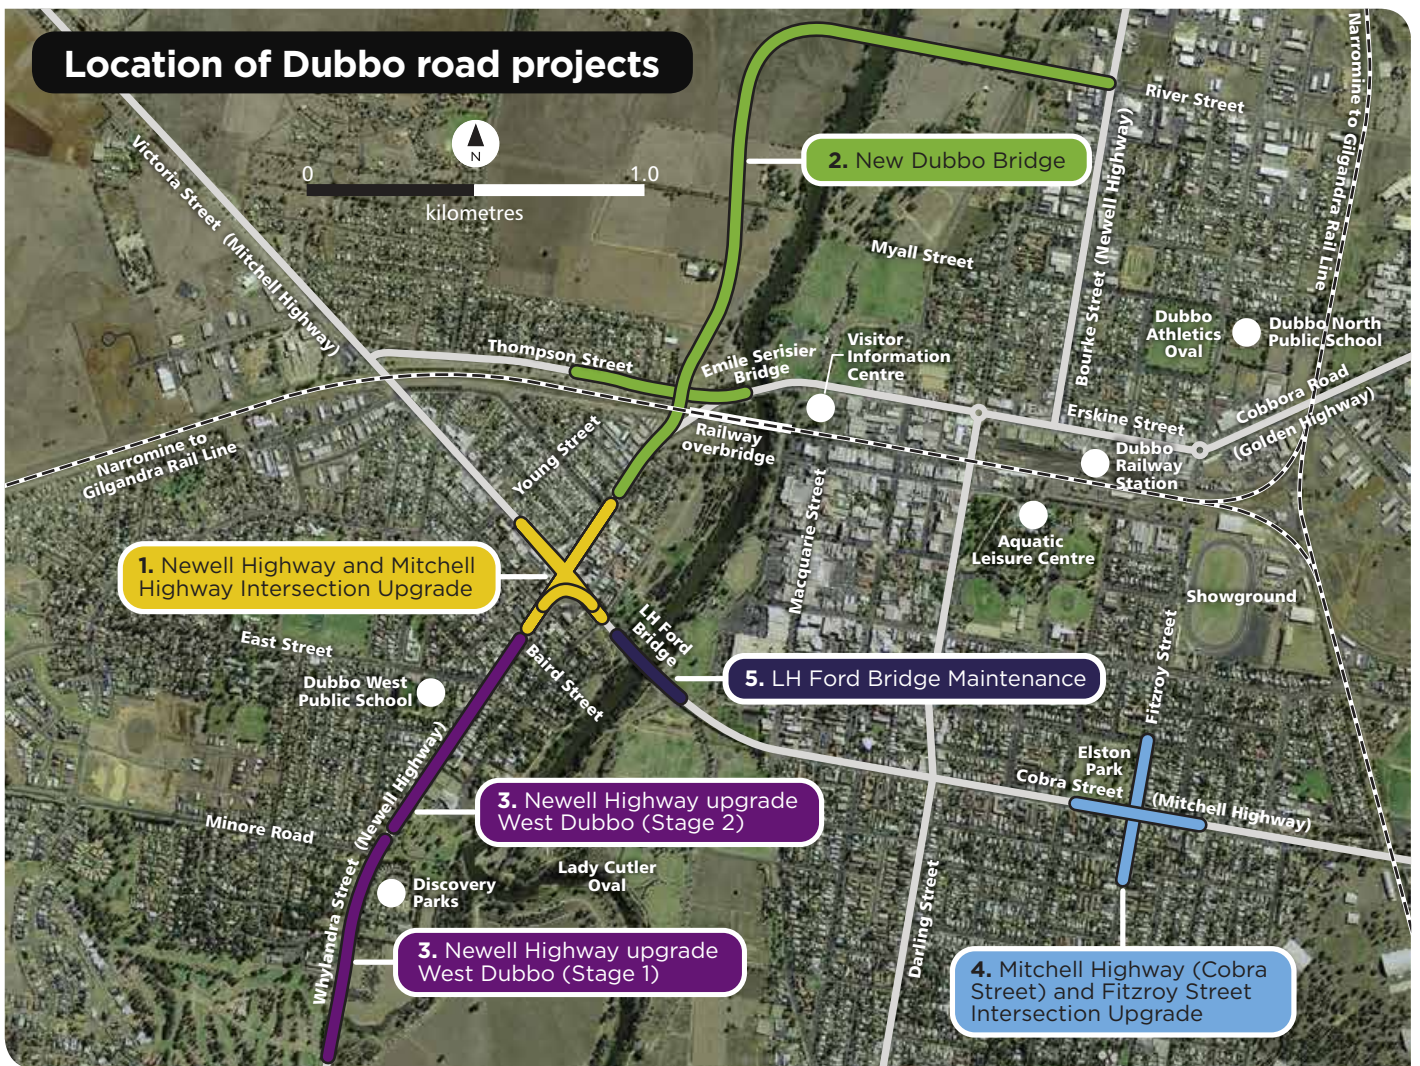 Location of Dubbo road projects
N
0
1.0
kilometres
Victoria Street (Mitchell Highway)
River Street
Narromine to Gilgandra Rail Line
2. New Dubbo Bridge
Bourke Street (Newell Highway)
Myall Street
Thompson Street
Emile Serisier
Bridge
Visitor
Information
Centre
Dubbo
Athletics
Oval
Dubbo North
Public School
Cobbora Road
(Golden Highway)
Erskine Street
Narromine to
Gilgandra Rail Line
Young Street
Railway
overbridge
Dubbo
Railway
Station
Macquarie Street
Aquatic
Leisure Centre
Showground
1. Newell Highway and Mitchell
Highway Intersection Upgrade
East Street
LH Ford
Bridge
Baird Street
Dubbo West
Public School
5. LH Ford Bridge Maintenance
Fitzroy Street
Elston
Park
Cobra Street
(Mitchell Highway)
3. Newell Highway upgrade
West Dubbo (Stage 2)
Minore Road
Whylandra Street (Newell Highway)
Lady Cutler
Oval
Discovery
Parks
3. Newell Highway upgrade
West Dubbo (Stage 1)
Darling Street
4. Mitchell Highway (Cobra
Street) and Fitzroy Street
Intersection Upgrade